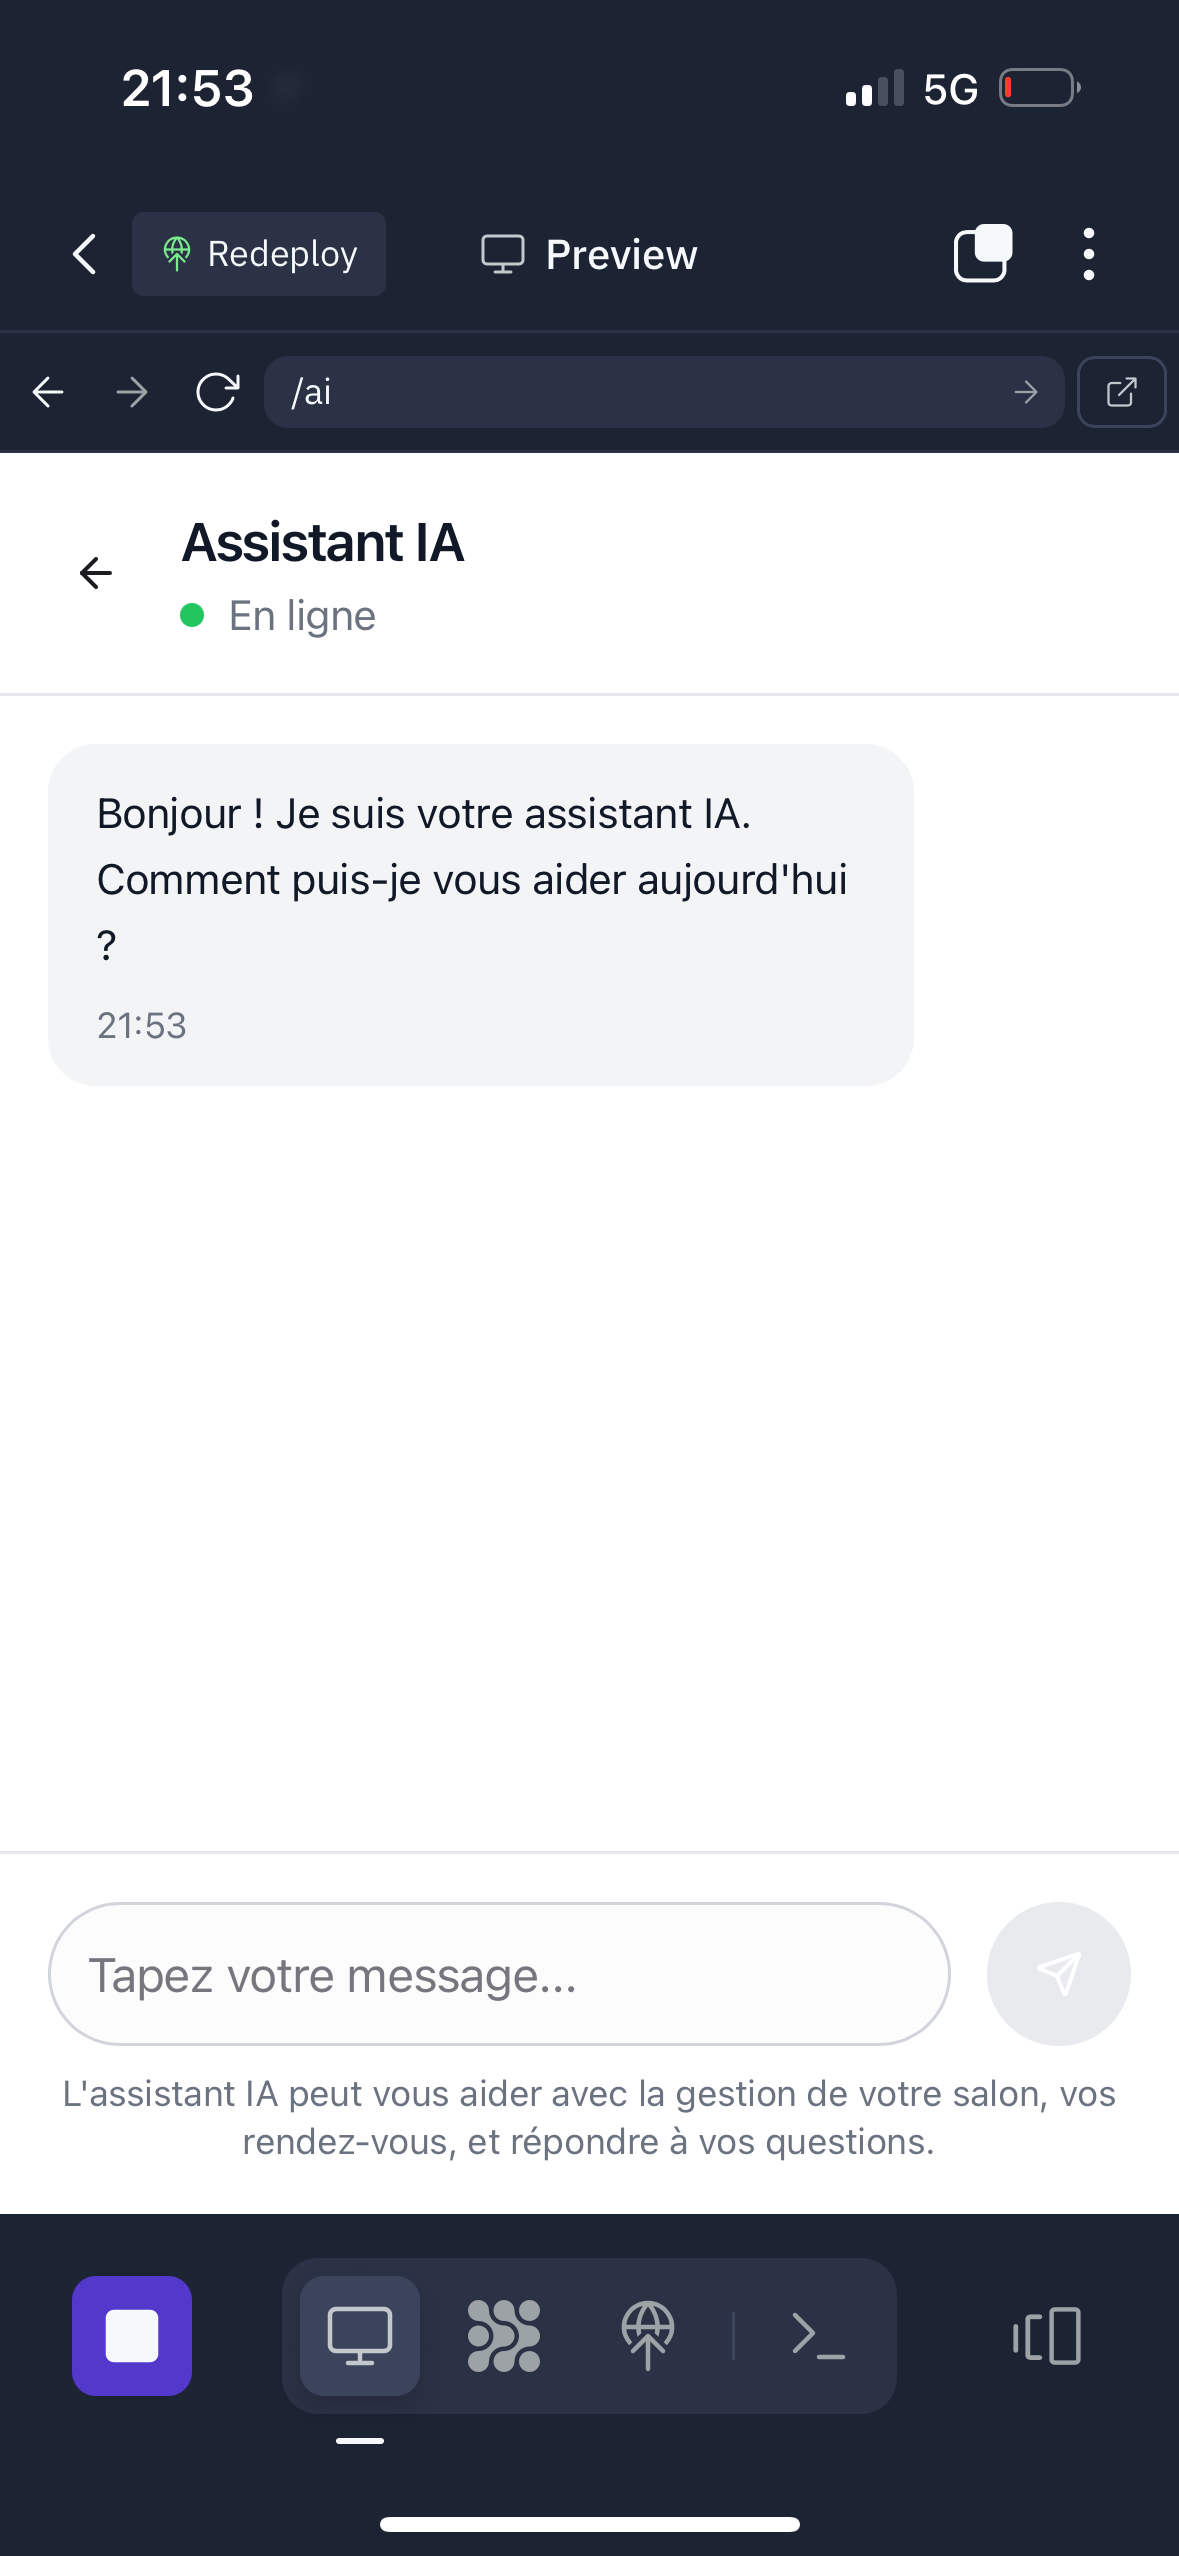 21:53
5G
Redeploy
Preview
/ai
Assistant IA
En ligne
Bonjour ! Je suis votre assistant IA.
Comment puis-je vous aider aujourd'hui
?
21:53
Tapez votre message...
L'assistant IA peut vous aider avec la gestion de votre salon, vos
rendez-vous, et répondre à vos questions.